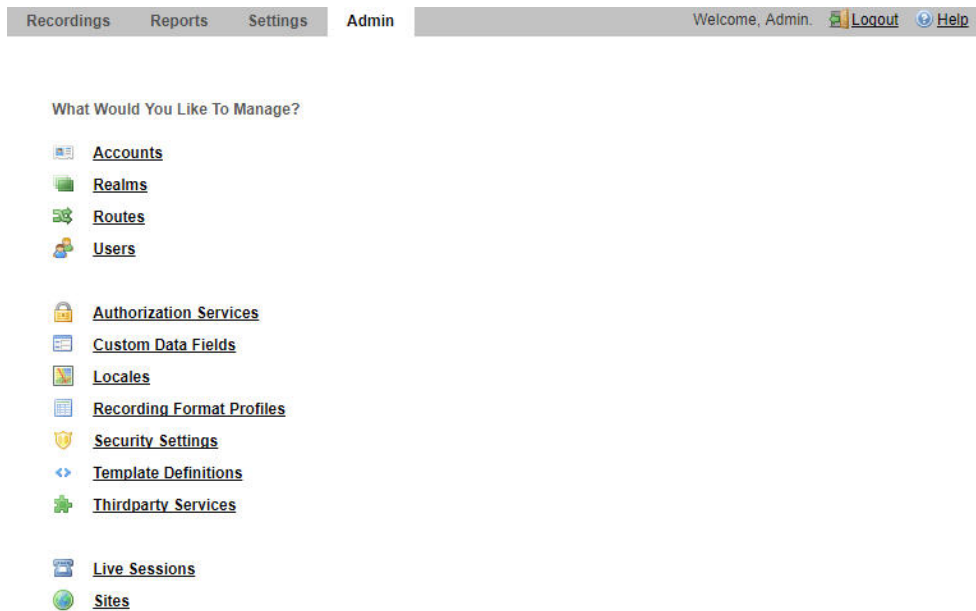 Recordings Reports Settings Admin Welcome, Admin. Logout Help
What Would You Like To Manage?
Accounts
Realms
Routes
Users
Authorization Services
Custom Data Fields
Locales
Recording Format Profiles
Security Settings
Template Definitions
Thirdparty Services
Live Sessions
Sites